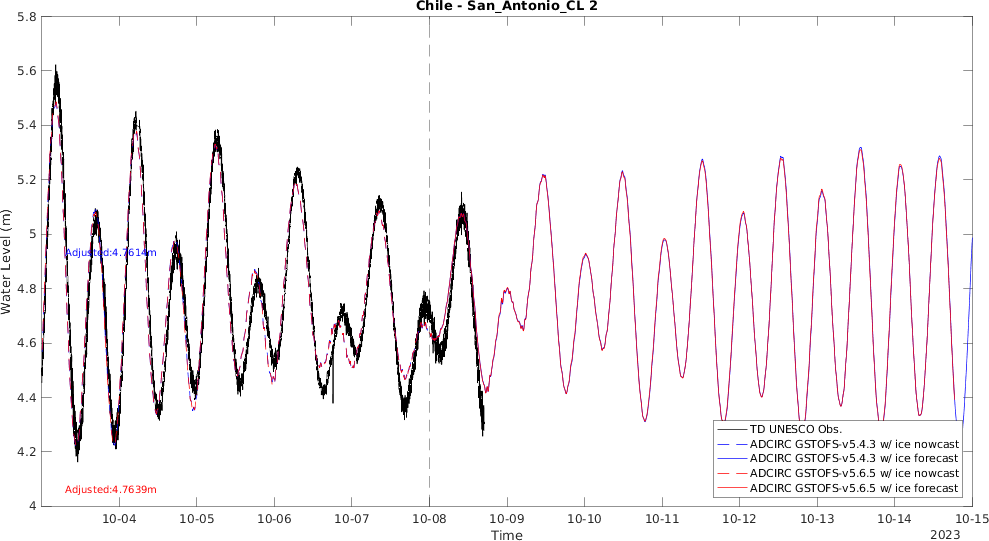 Chile - San_Antonio_CL 2
Water Level (m)
5.8
5.6
5.4
5.2
5
4.8
4.6
4.4
4.2
4
Adjusted:4.7614m
Adjusted:4.7639m
TD UNESCO Obs.
ADCIRC GSTOFS-v5.4.3 w/ ice nowcast
ADCIRC GSTOFS-v5.4.3 w/ ice forecast
ADCIRC GSTOFS-v5.6.5 w/ ice nowcast
ADCIRC GSTOFS-v5.6.5 w/ ice forecast
10-04 10-05 10-06 10-07 10-08 10-09 10-10 10-11 10-12 10-13 10-14 10-15
Time
2023